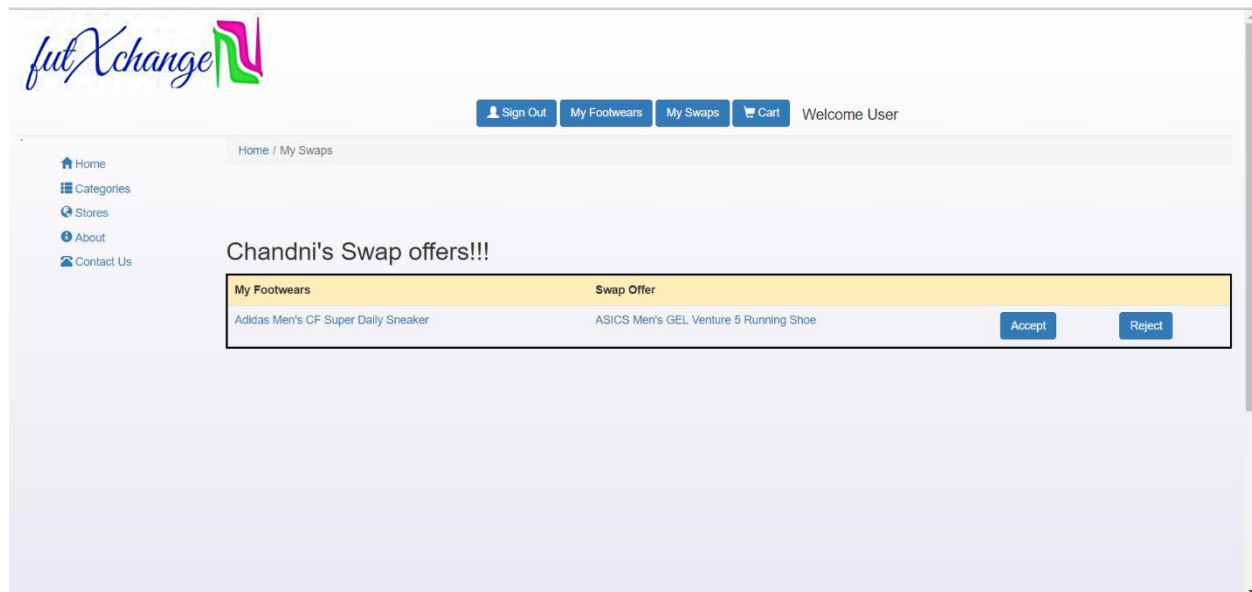 futXchange
Sign Out My Footwears My Swaps Cart Welcome User
Home / My Swaps
Home
Categories
Stores
About
Contact Us
Chandni's Swap offers!!!
My Footwears Swap Offer
Adidas Men's CF Super Daily Sneaker ASICS Men's GEL Venture 5 Running Shoe Accept Reject